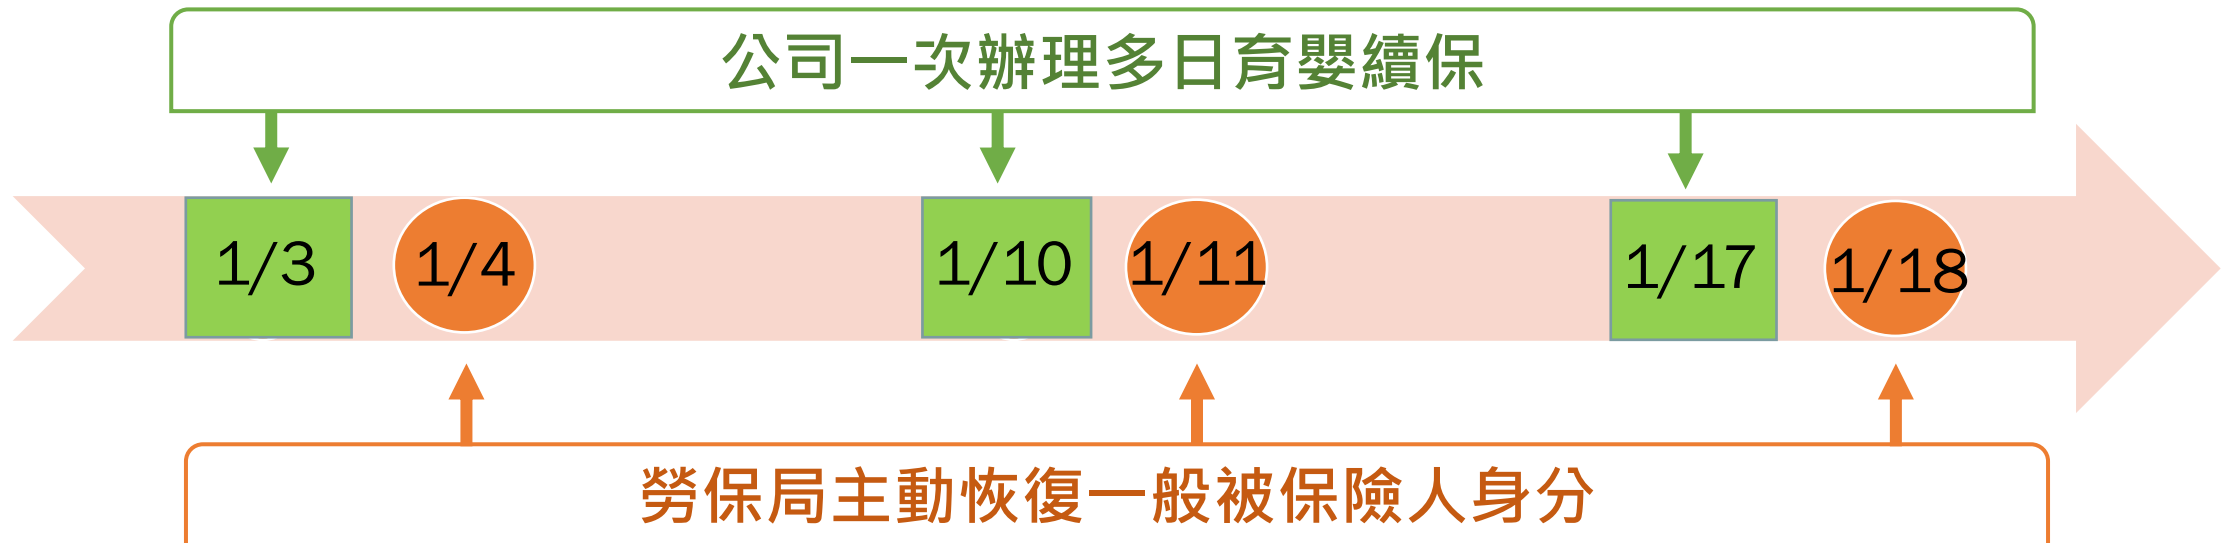 公司一次辦理多日育嬰續保
1/3 1/4 1/10 1/11 1/17 1/18
勞保局主動恢復一般被保險人身分